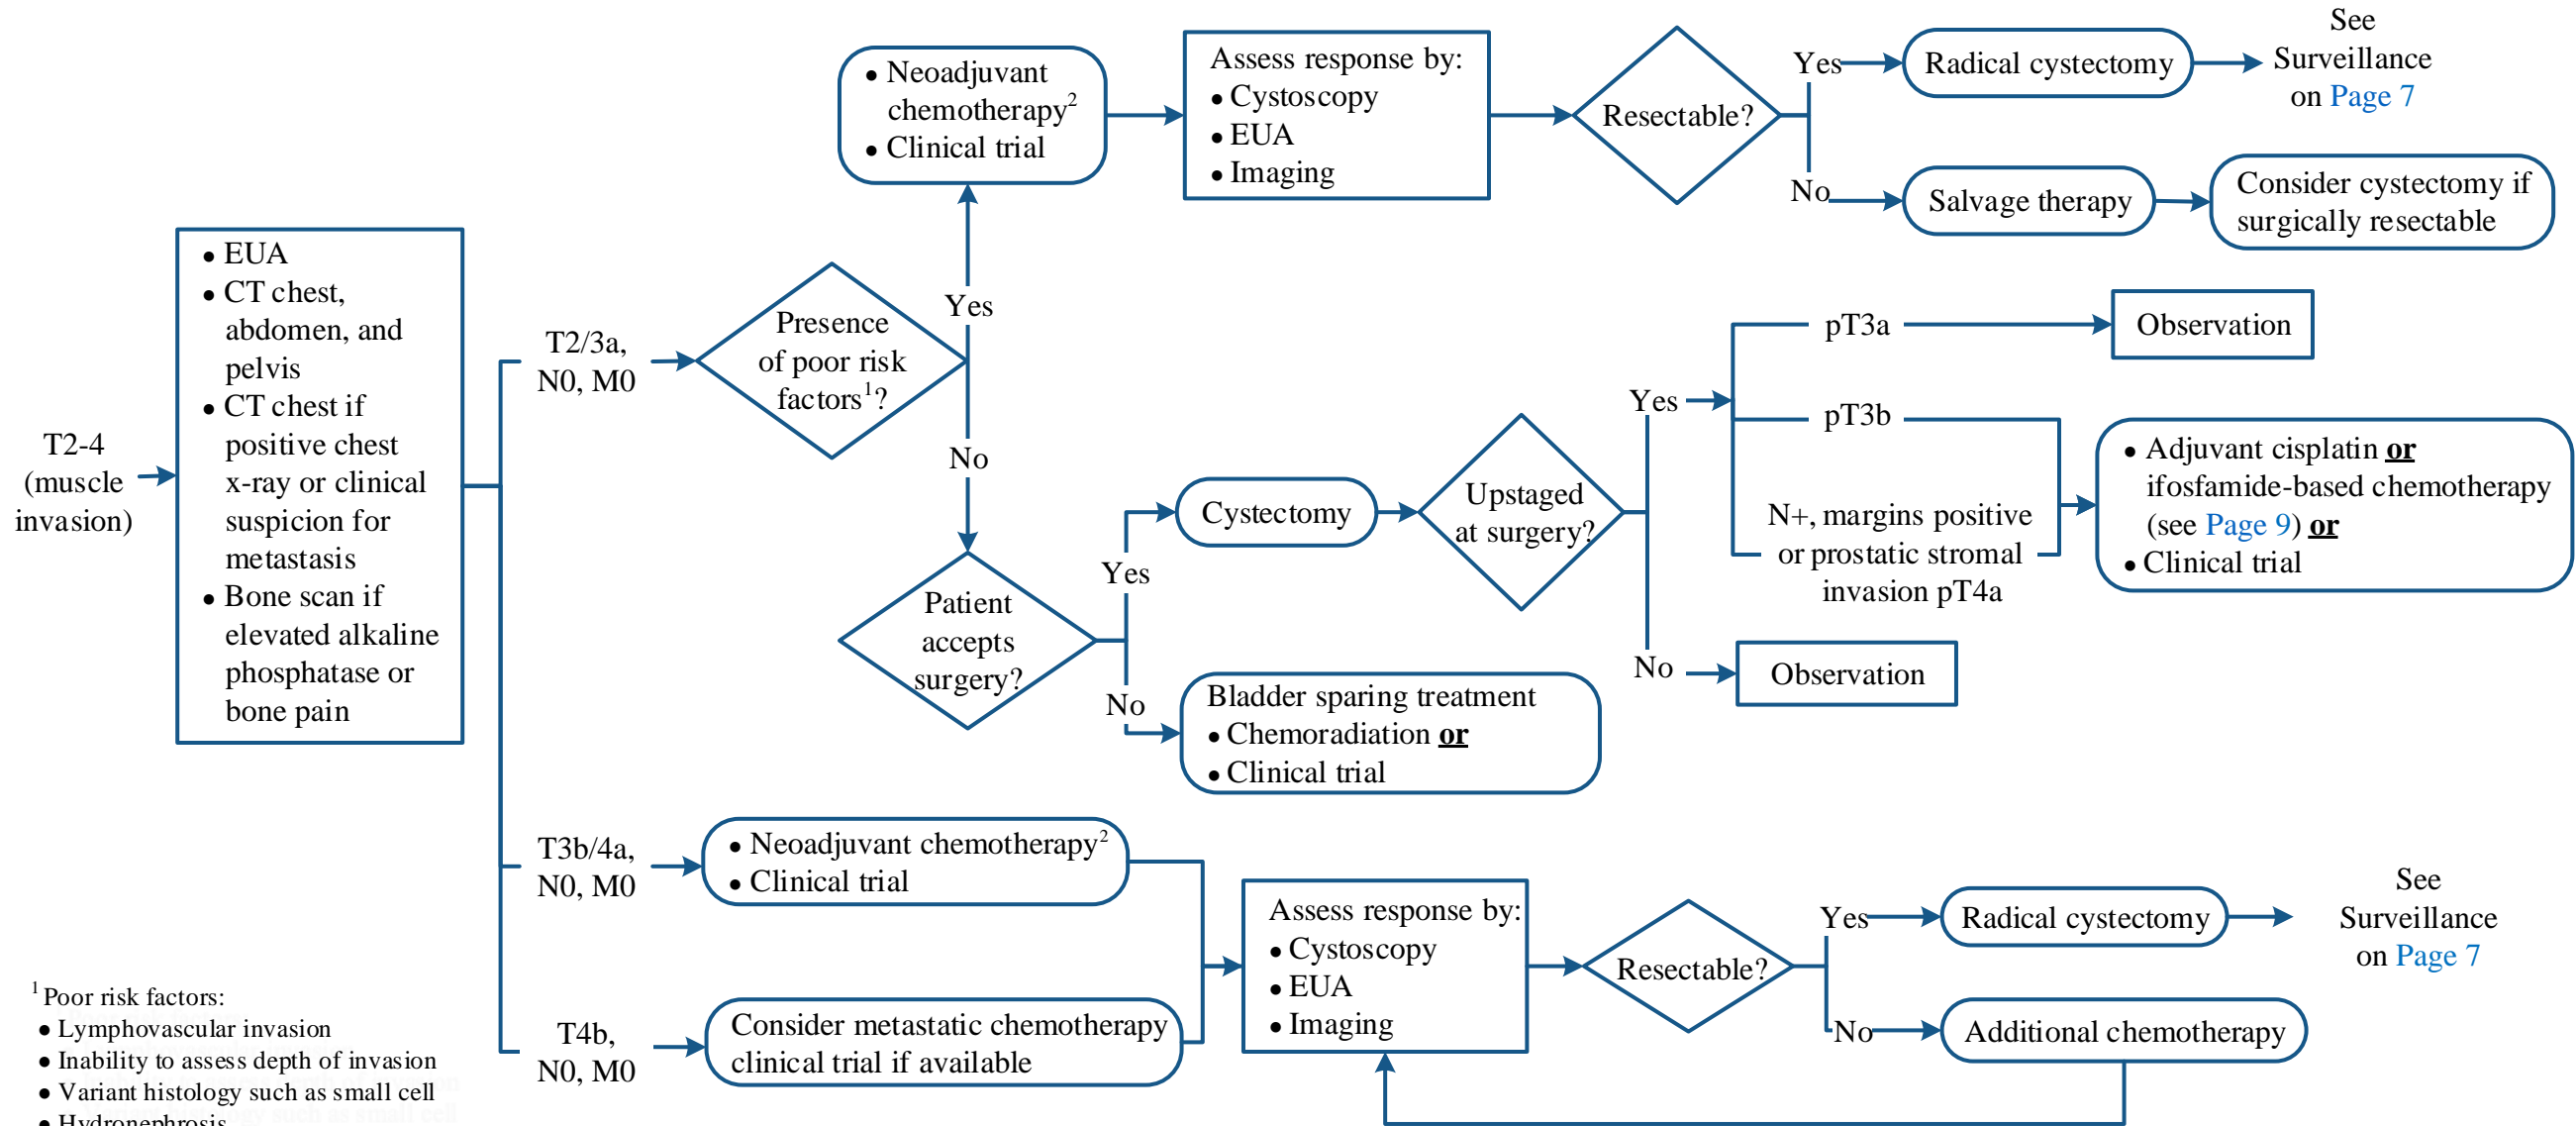 T2-4
(muscle
invasion)
• EUA
• CT chest,
abdomen, and
pelvis
• CT chest if
positive chest
x-ray or clinical
suspicion for
metastasis
• Bone scan if
elevated alkaline
phosphatase or
bone pain
T2/3a,
N0, M0
Presence
of poor risk
factors1?
Yes
• Neoadjuvant
chemotherapy2
• Clinical trial
Assess response by:
• Cystoscopy
• EUA
• Imaging
Resectable?
Yes
Radical cystectomy
See
Surveillance
on Page 7
No
Salvage therapy
Consider cystectomy if
surgically resectable
No
Patient
accepts
surgery?
Yes
Cystectomy
Upstaged
at surgery?
Yes
pT3a
Observation
pT3b
N+, margins positive
or prostatic stromal
invasion pT4a
• Adjuvant cisplatin or
ifosfamide-based chemotherapy
(see Page 9) or
• Clinical trial
No
Observation
No
Bladder sparing treatment
• Chemoradiation or
• Clinical trial
T3b/4a,
N0, M0
• Neoadjuvant chemotherapy2
• Clinical trial
T4b,
N0, M0
Consider metastatic chemotherapy
clinical trial if available
Assess response by:
• Cystoscopy
• EUA
• Imaging
Resectable?
Yes
Radical cystectomy
See
Surveillance
on Page 7
No
Additional chemotherapy
1 Poor risk factors:
• Lymphovascular invasion
• Inability to assess depth of invasion
• Variant histology such as small cell
• Hydronephrosis